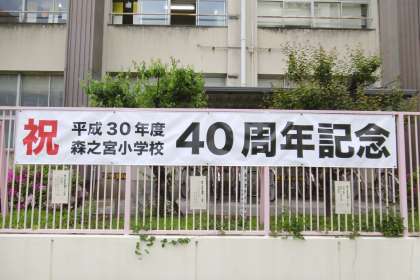 祝
平成30年度
森之宮小学校
40周年記念